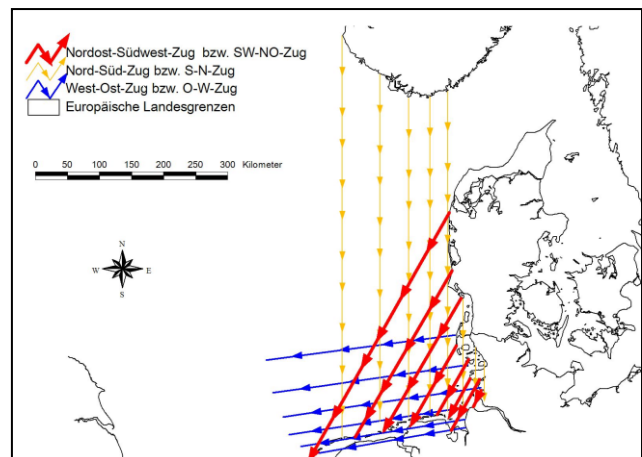 Nordost-Südwest-Zug bzw. SW-NO-Zug
Nord-Süd-Zug bzw. S-N-Zug
West-Ost-Zug bzw. O-W-Zug
Europäische Landesgrenzen
0 50 100 150 200 250 300 Kilometer
N
W E
S